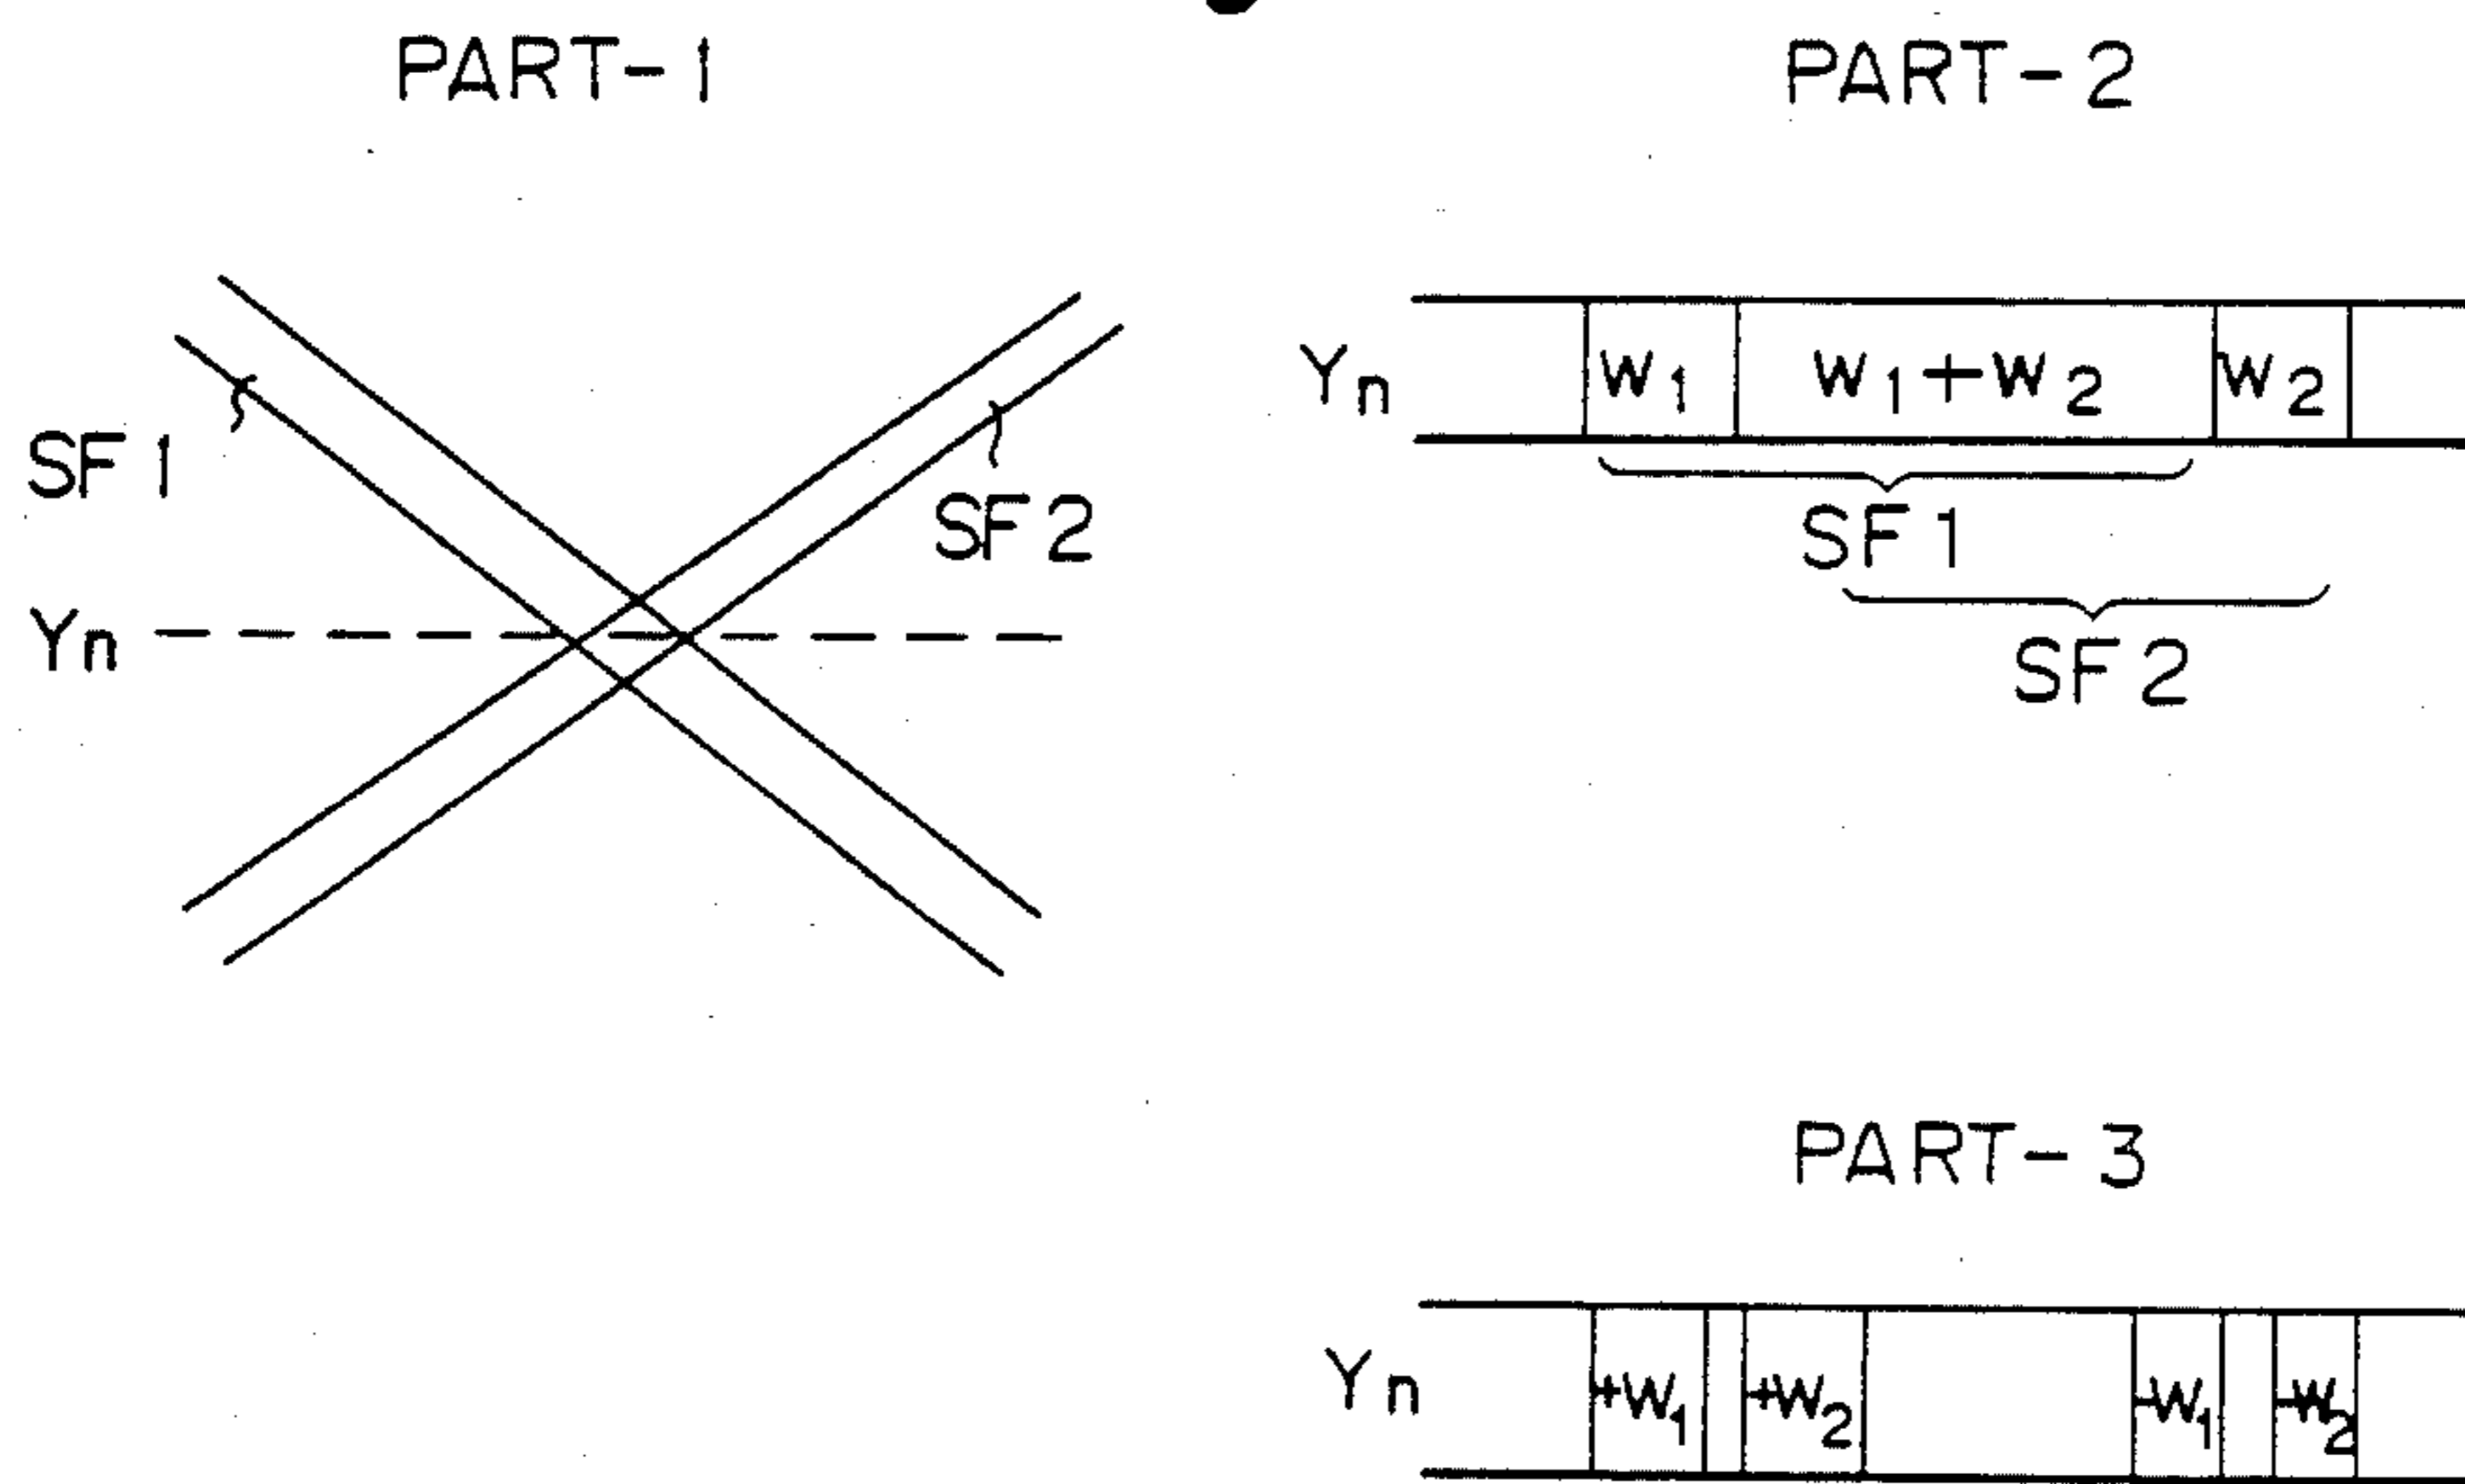 PART-1
SF1
SF2
Yn
PART-2
Yn
W1
W1+W2
W2
SF1
SF2
PART-3
Yn
+W1
+W2
-W1
-W2